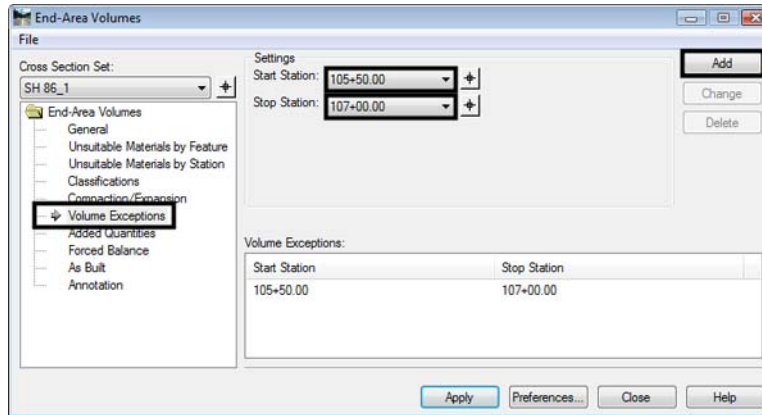 End-Area Volumes
File
Cross Section Set:
SH 86_1
End-Area Volumes
General
Unsuitable Materials by Feature
Unsuitable Materials by Station
Classifications
Compaction/Expansion
Volume Exceptions
Added Quantities
Forced Balance
As Built
Annotation
Settings
Start Station: 105+50.00
Stop Station: 107+00.00
Add
Change
Delete
Volume Exceptions:
Start Station Stop Station
105+50.00 107+00.00
Apply Preferences... Close Help